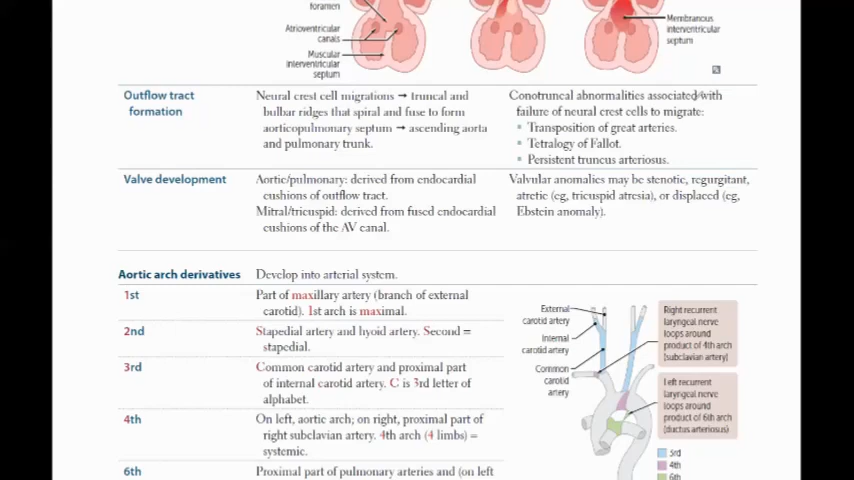 foramen
Atrioventricular
canals
Muscular
interventricular
septum
Membranous
interventricular
septum
Outflow tract
formation
Neural crest cell migrations → truncal and
bulbar ridges that spiral and fuse to form
aorticopulmonary septum → ascending aorta
and pulmonary trunk.
Conotruncal abnormalities associated with
failure of neural crest cells to migrate:
▪ Transposition of great arteries.
▪ Tetralogy of Fallot.
▪ Persistent truncus arteriosus.
Valve development
Aortic/pulmonary: derived from endocardial
cushions of outflow tract.
Mitral/tricuspid: derived from fused endocardial
cushions of the AV canal.
Valvular anomalies may be stenotic, regurgitant,
atretic (eg, tricuspid atresia), or displaced (eg,
Ebstein anomaly).
Aortic arch derivatives
Develop into arterial system.
1st
Part of maxillary artery (branch of external
carotid). 1st arch is maximal.
2nd
Stapedial artery and hyoid artery. Second =
stapedial.
3rd
Common carotid artery and proximal part
of internal carotid artery. C is 3rd letter of
alphabet.
4th
On left, aortic arch; on right, proximal part of
right subclavian artery. 4th arch (4 limbs) =
systemic.
6th
Proximal part of pulmonary arteries and (on left
External
carotid artery
Internal
carotid artery
Common
carotid
artery
Right recurrent
laryngeal nerve
loops around
product of 4th arch
(subclavian artery)
Left recurrent
laryngeal nerve
loops around
product of 6th arch
(ductus arteriosus)
3rd
4th
6th